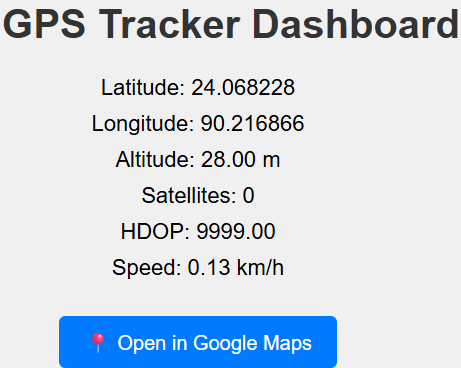 GPS Tracker Dashboard
Latitude: 24.068228
Longitude: 90.216866
Altitude: 28.00 m
Satellites: 0
HDOP: 9999.00
Speed: 0.13 km/h
📍 Open in Google Maps